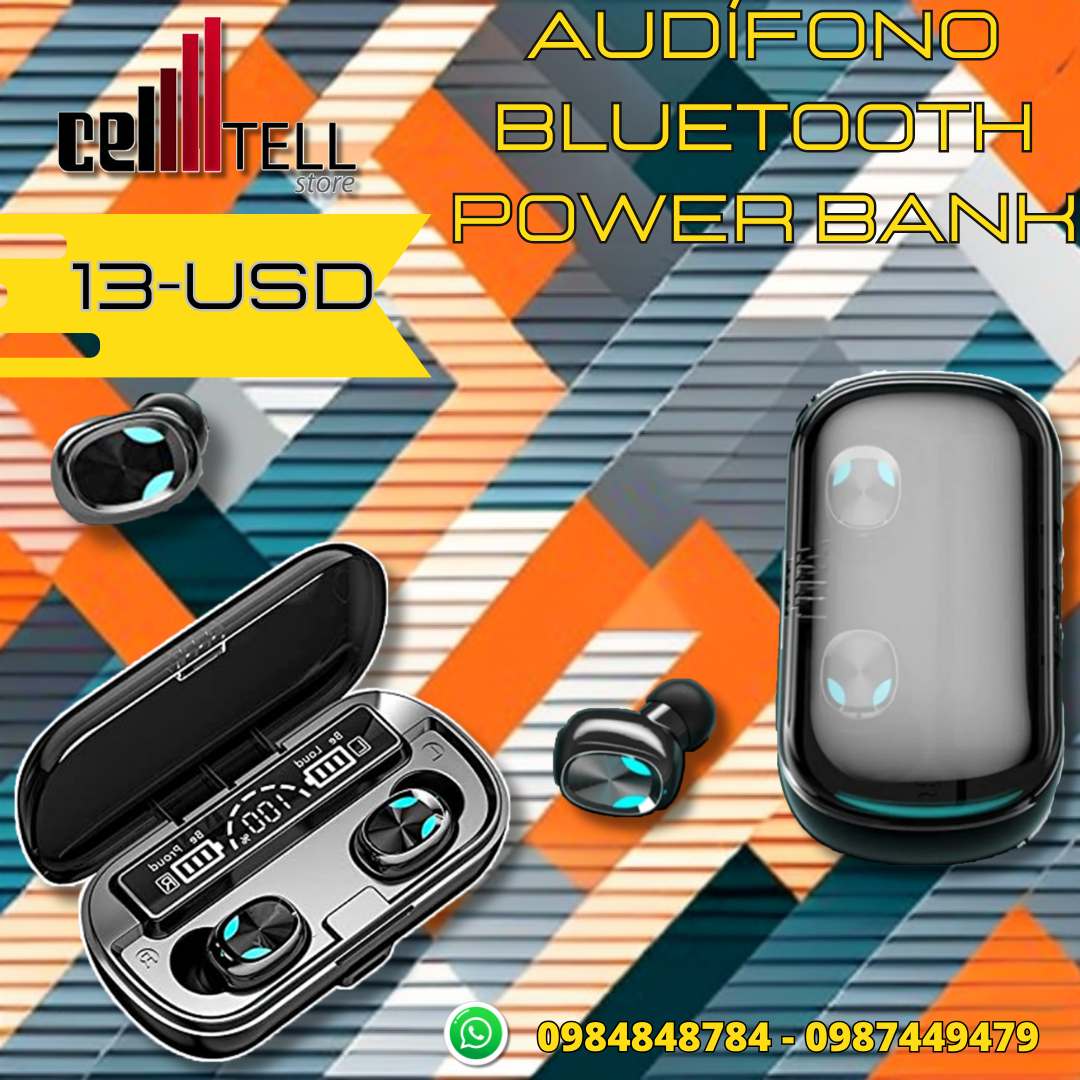 cell TELL
store
AUDÍFONO
BLUETOOTH
POWER BANK
13-USD
Be Loud
L
100%
Be Proud
R
L
R
0984848784 - 0987449479